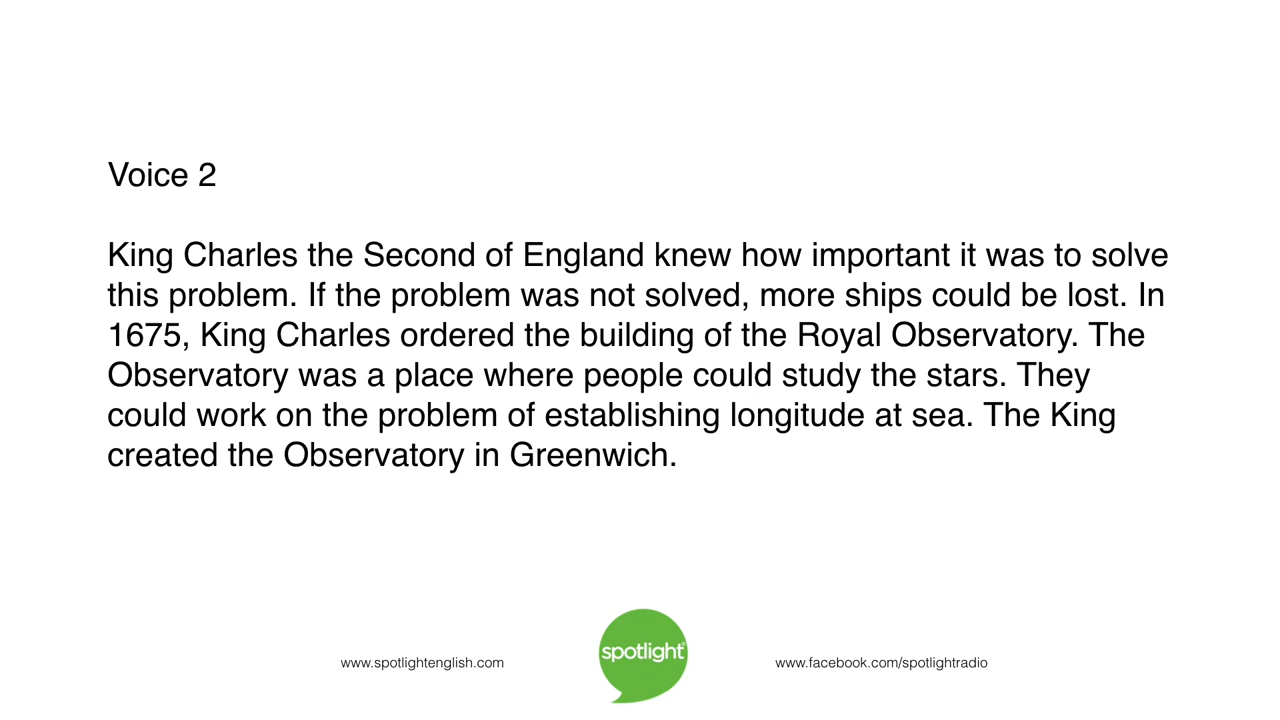 Voice 2
King Charles the Second of England knew how important it was to solve
this problem. If the problem was not solved, more ships could be lost. In
1675, King Charles ordered the building of the Royal Observatory. The
Observatory was a place where people could study the stars. They
could work on the problem of establishing longitude at sea. The King
created the Observatory in Greenwich.
www.spotlightenglish.com
spotlight®
www.facebook.com/spotlightradio